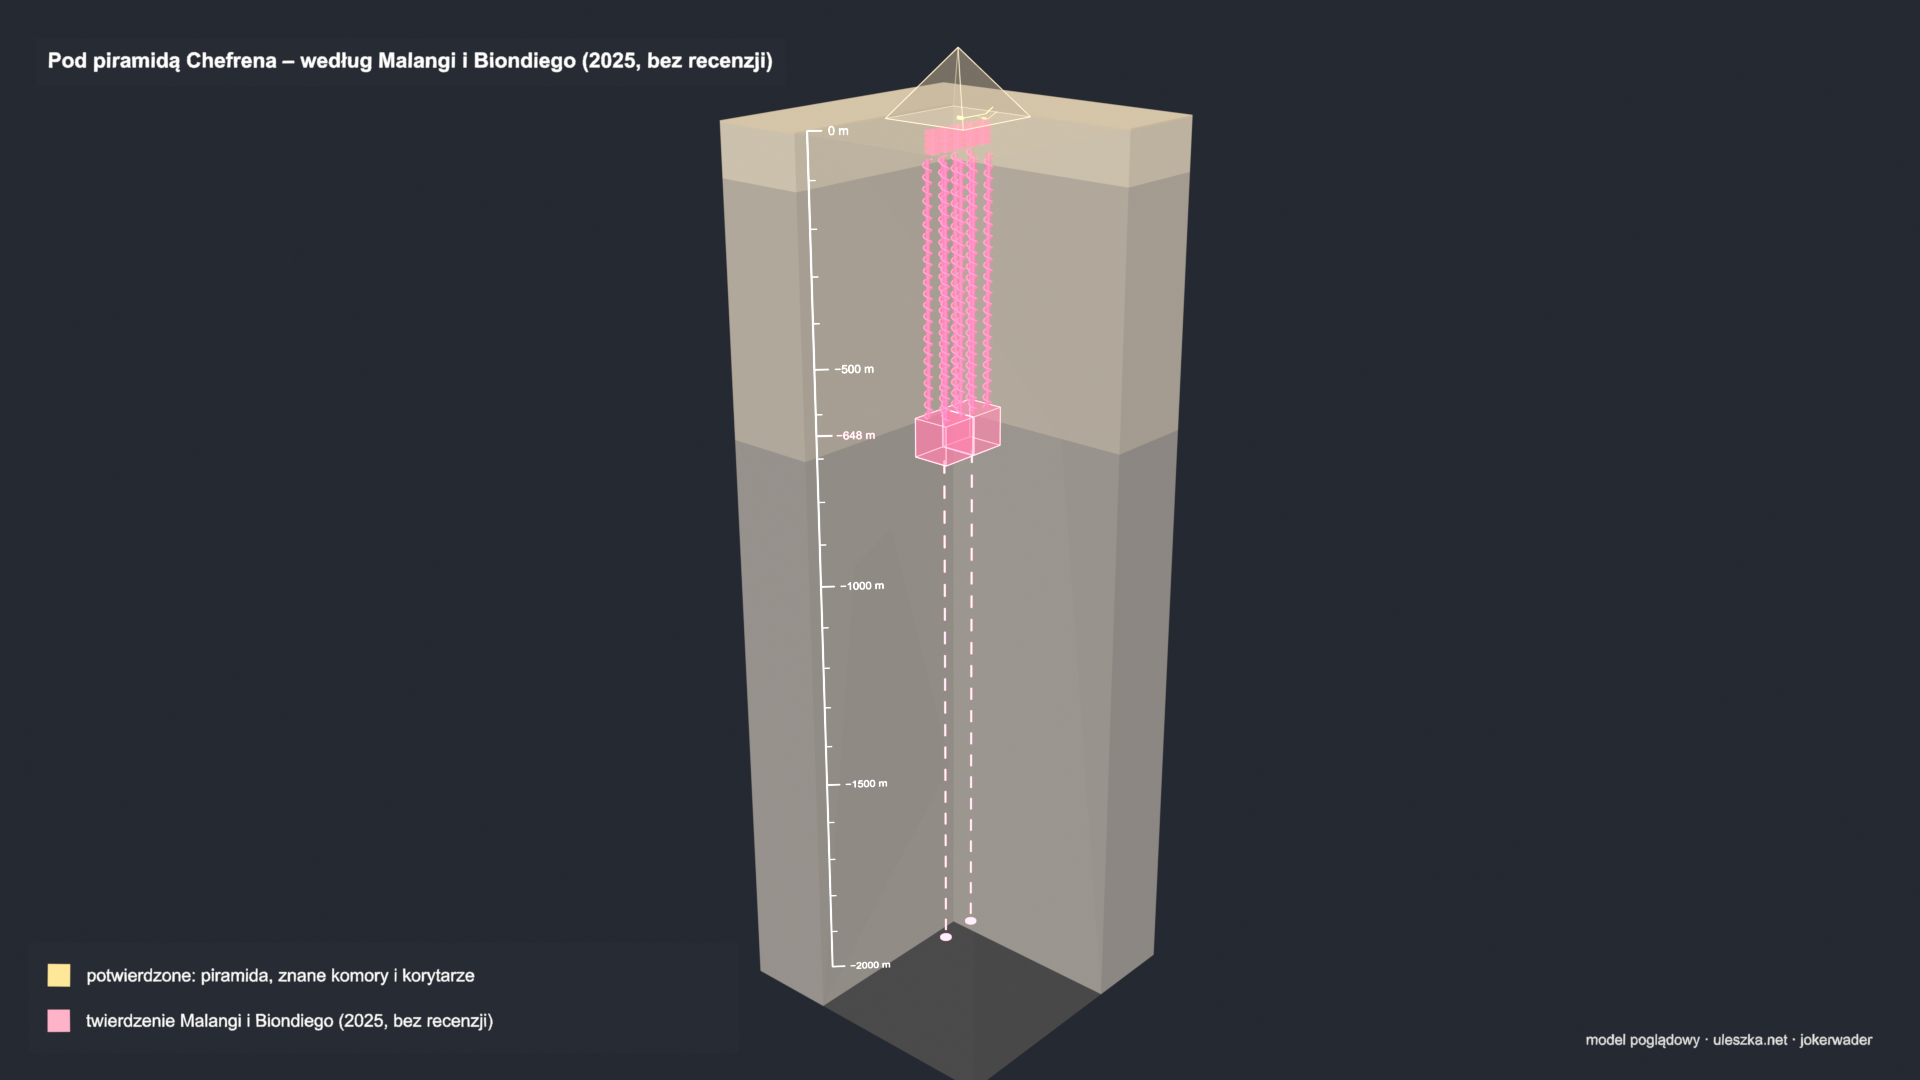 Pod piramidą Chefrena – według Malangi i Biondiego (2025, bez recenzji)
0 m
−500 m
−648 m
−1000 m
−1500 m
−2000 m
potwierdzone: piramida, znane komory i korytarze
twierdzenie Malangi i Biondiego (2025, bez recenzji)
model poglądowy · uleszka.net · jokerwader